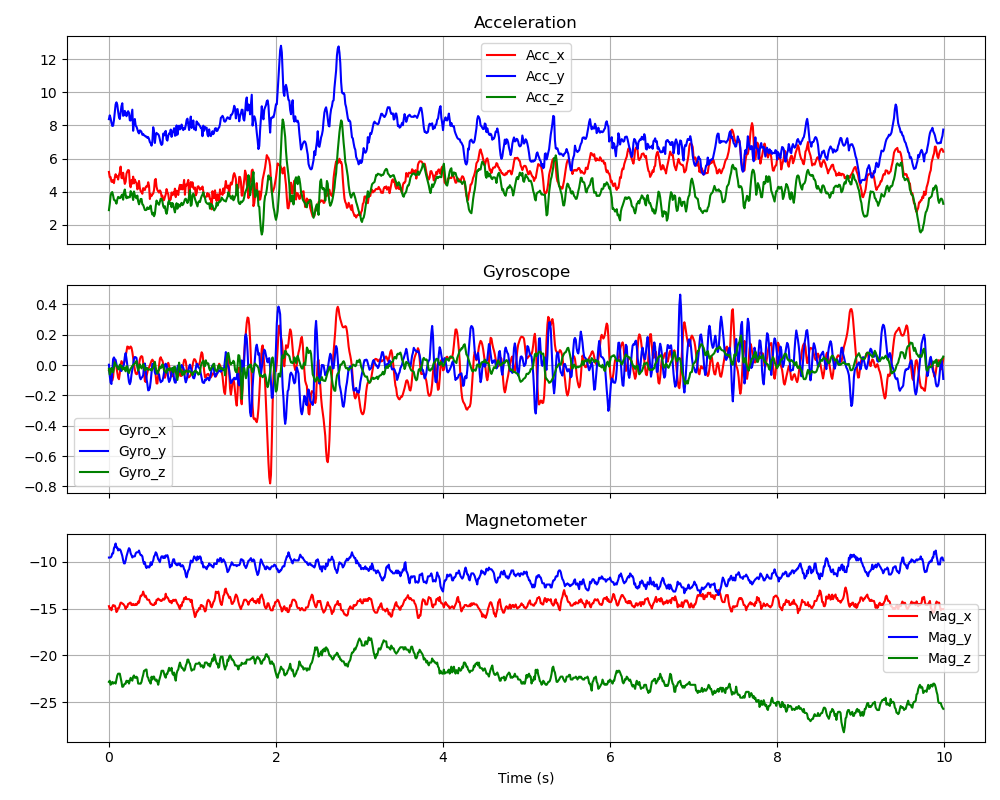 Acceleration
12
10
8
6
4
2
Acc_x
Acc_y
Acc_z
Gyroscope
0.4
0.2
0.0
−0.2
−0.4
−0.6
−0.8
Gyro_x
Gyro_y
Gyro_z
Magnetometer
−10
−15
−20
−25
Mag_x
Mag_y
Mag_z
0 2 4 6 8 10
Time (s)